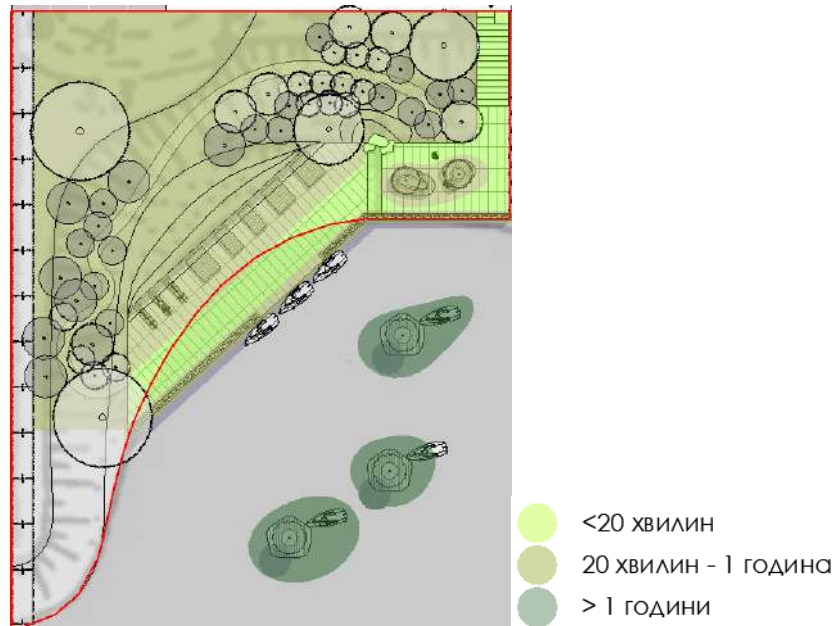 <20 хвилин
20 хвилин - 1 година
> 1 години